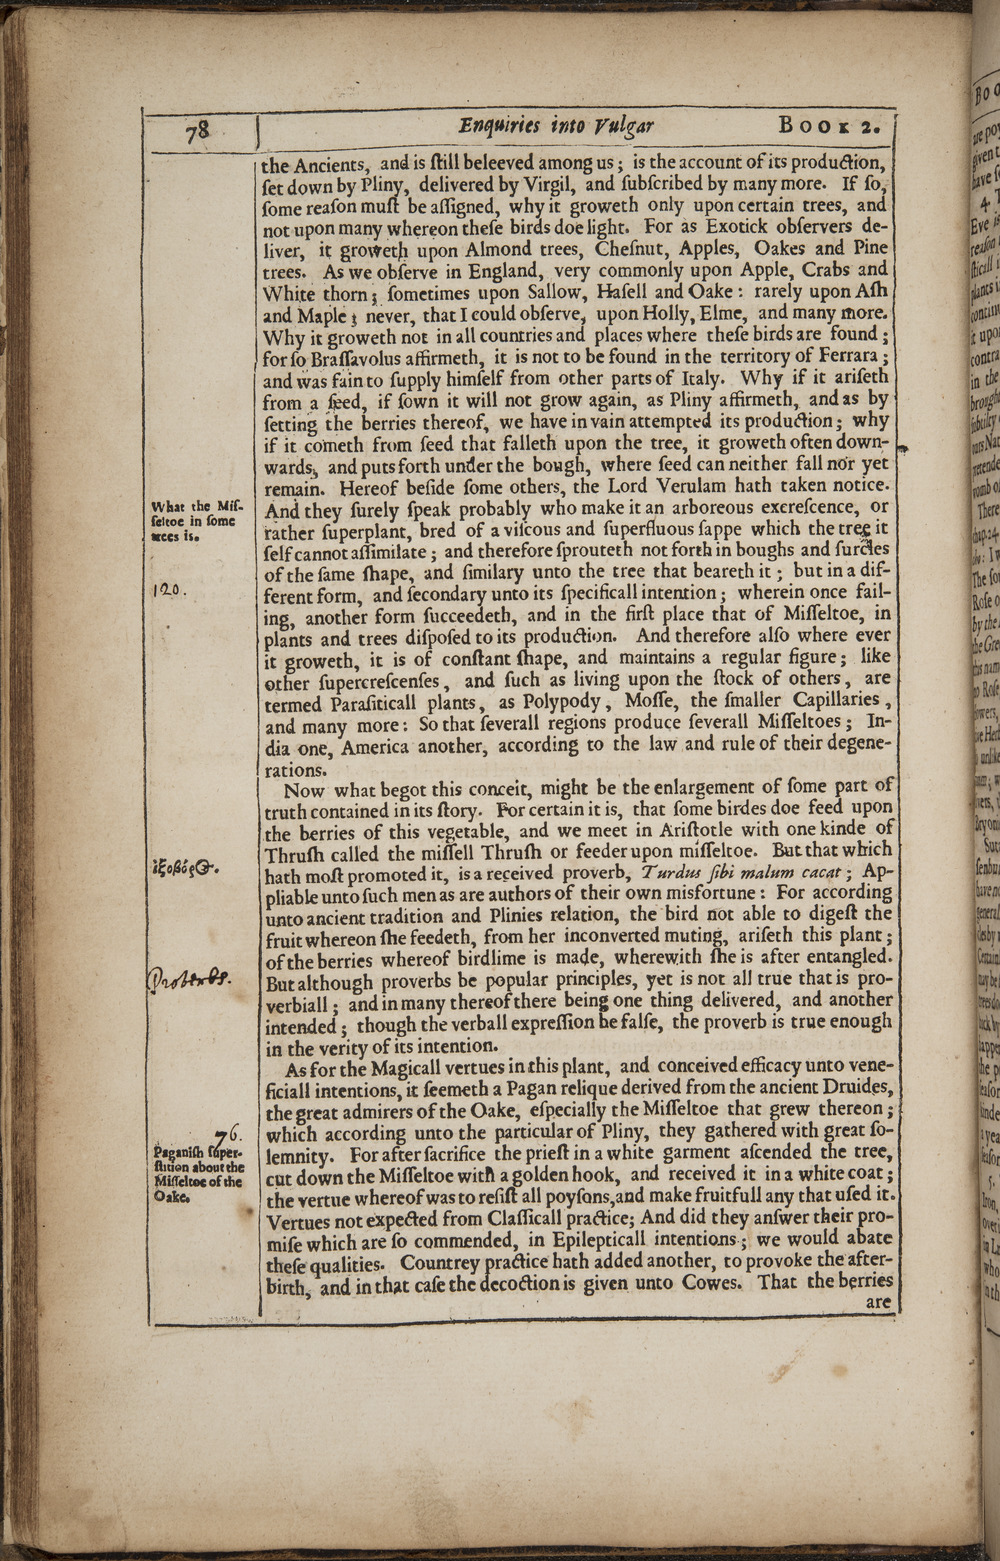 78 Enquiries into Vulgar Book 2.
the Ancients, and is ſtill beleeved among us; is the account of its production,
ſet down by Pliny, delivered by Virgil, and ſubſcribed by many more. If ſo,
ſome reaſon muſt be aſſigned, why it groweth only upon certain trees, and
not upon many whereon theſe birds doe light. For as Exotick obſervers de-
liver, it groweth upon Almond trees, Cheſnut, Apples, Oakes and Pine
trees. As we obſerve in England, very commonly upon Apple, Crabs and
White thorn; ſometimes upon Sallow, Haſell and Oake: rarely upon Aſh
and Maple; never, that I could obſerve, upon Holly, Elme, and many more.
Why it groweth not in all countries and places where theſe birds are found;
for ſo Braſſavolus affirmeth, it is not to be found in the territory of Ferrara;
and was fain to ſupply himſelf from other parts of Italy. Why if it ariſeth
from a ſeed, if ſown it will not grow again, as Pliny affirmeth, and as by
ſetting the berries thereof, we have in vain attempted its production; why
if it cometh from ſeed that falleth upon the tree, it groweth often down-
wards, and puts forth under the bough, where ſeed can neither fall nor yet
remain. Hereof beſide ſome others, the Lord Verulam hath taken notice.
What the Miſ-
ſeltoe in ſome
trees is.
And they ſurely ſpeak probably who make it an arboreous excreſcence, or
rather ſuperplant, bred of a viſcous and ſuperfluous ſappe which the tree it
ſelf cannot aſſimilate; and therefore ſprouteth not forth in boughs and ſurcles
of the ſame ſhape, and ſimilary unto the tree that beareth it; but in a dif-
120.
ferent form, and ſecondary unto its ſpecificall intention; wherein once fail-
ing, another form ſucceedeth, and in the firſt place that of Miſſeltoe, in
plants and trees diſpoſed to its production. And therefore alſo where ever
it groweth, it is of conſtant ſhape, and maintains a regular figure; like
other ſupercreſcenſes, and ſuch as living upon the ſtock of others, are
termed Paraſiticall plants, as Polypody, Moſſe, the ſmaller Capillaries,
and many more: So that ſeverall regions produce ſeverall Miſſeltoes; In-
dia one, America another, according to the law and rule of their degene-
rations.
Now what begot this conceit, might be the enlargement of ſome part of
truth contained in its ſtory. For certain it is, that ſome birdes doe feed upon
the berries of this vegetable, and we meet in Ariſtotle with one kinde of
Thruſh called the miſſell Thruſh or feeder upon miſſeltoe. But that which
ἰξοβόρος.
hath moſt promoted it, is a received proverb, Turdus ſibi malum cacat; Ap-
pliable unto ſuch men as are authors of their own misfortune: For according
unto ancient tradition and Plinies relation, the bird not able to digeſt the
fruit whereon ſhe feedeth, from her inconverted muting, ariſeth this plant;
of the berries whereof birdlime is made, wherewith ſhe is after entangled.
Proverbs.
But although proverbs be popular principles, yet is not all true that is pro-
verbiall; and in many thereof there being one thing delivered, and another
intended; though the verball expreſſion be falſe, the proverb is true enough
in the verity of its intention.
As for the Magicall vertues in this plant, and conceived efficacy unto vene-
ficiall intentions, it ſeemeth a Pagan relique derived from the ancient Druides,
the great admirers of the Oake, eſpecially the Miſſeltoe that grew thereon;
76.
Paganiſh ſuper-
ſtition about the
Miſſeltoe of the
Oake.
which according unto the particular of Pliny, they gathered with great ſo-
lemnity. For after ſacrifice the prieſt in a white garment aſcended the tree,
cut down the Miſſeltoe with a golden hook, and received it in a white coat;
the vertue whereof was to reſiſt all poyſons, and make fruitfull any that uſed it.
Vertues not expected from Claſſicall practice; And did they anſwer their pro-
miſe which are ſo commended, in Epilepticall intentions; we would abate
theſe qualities. Countrey practice hath added another, to provoke the after-
birth, and in that caſe the decoction is given unto Cowes. That the berries
are